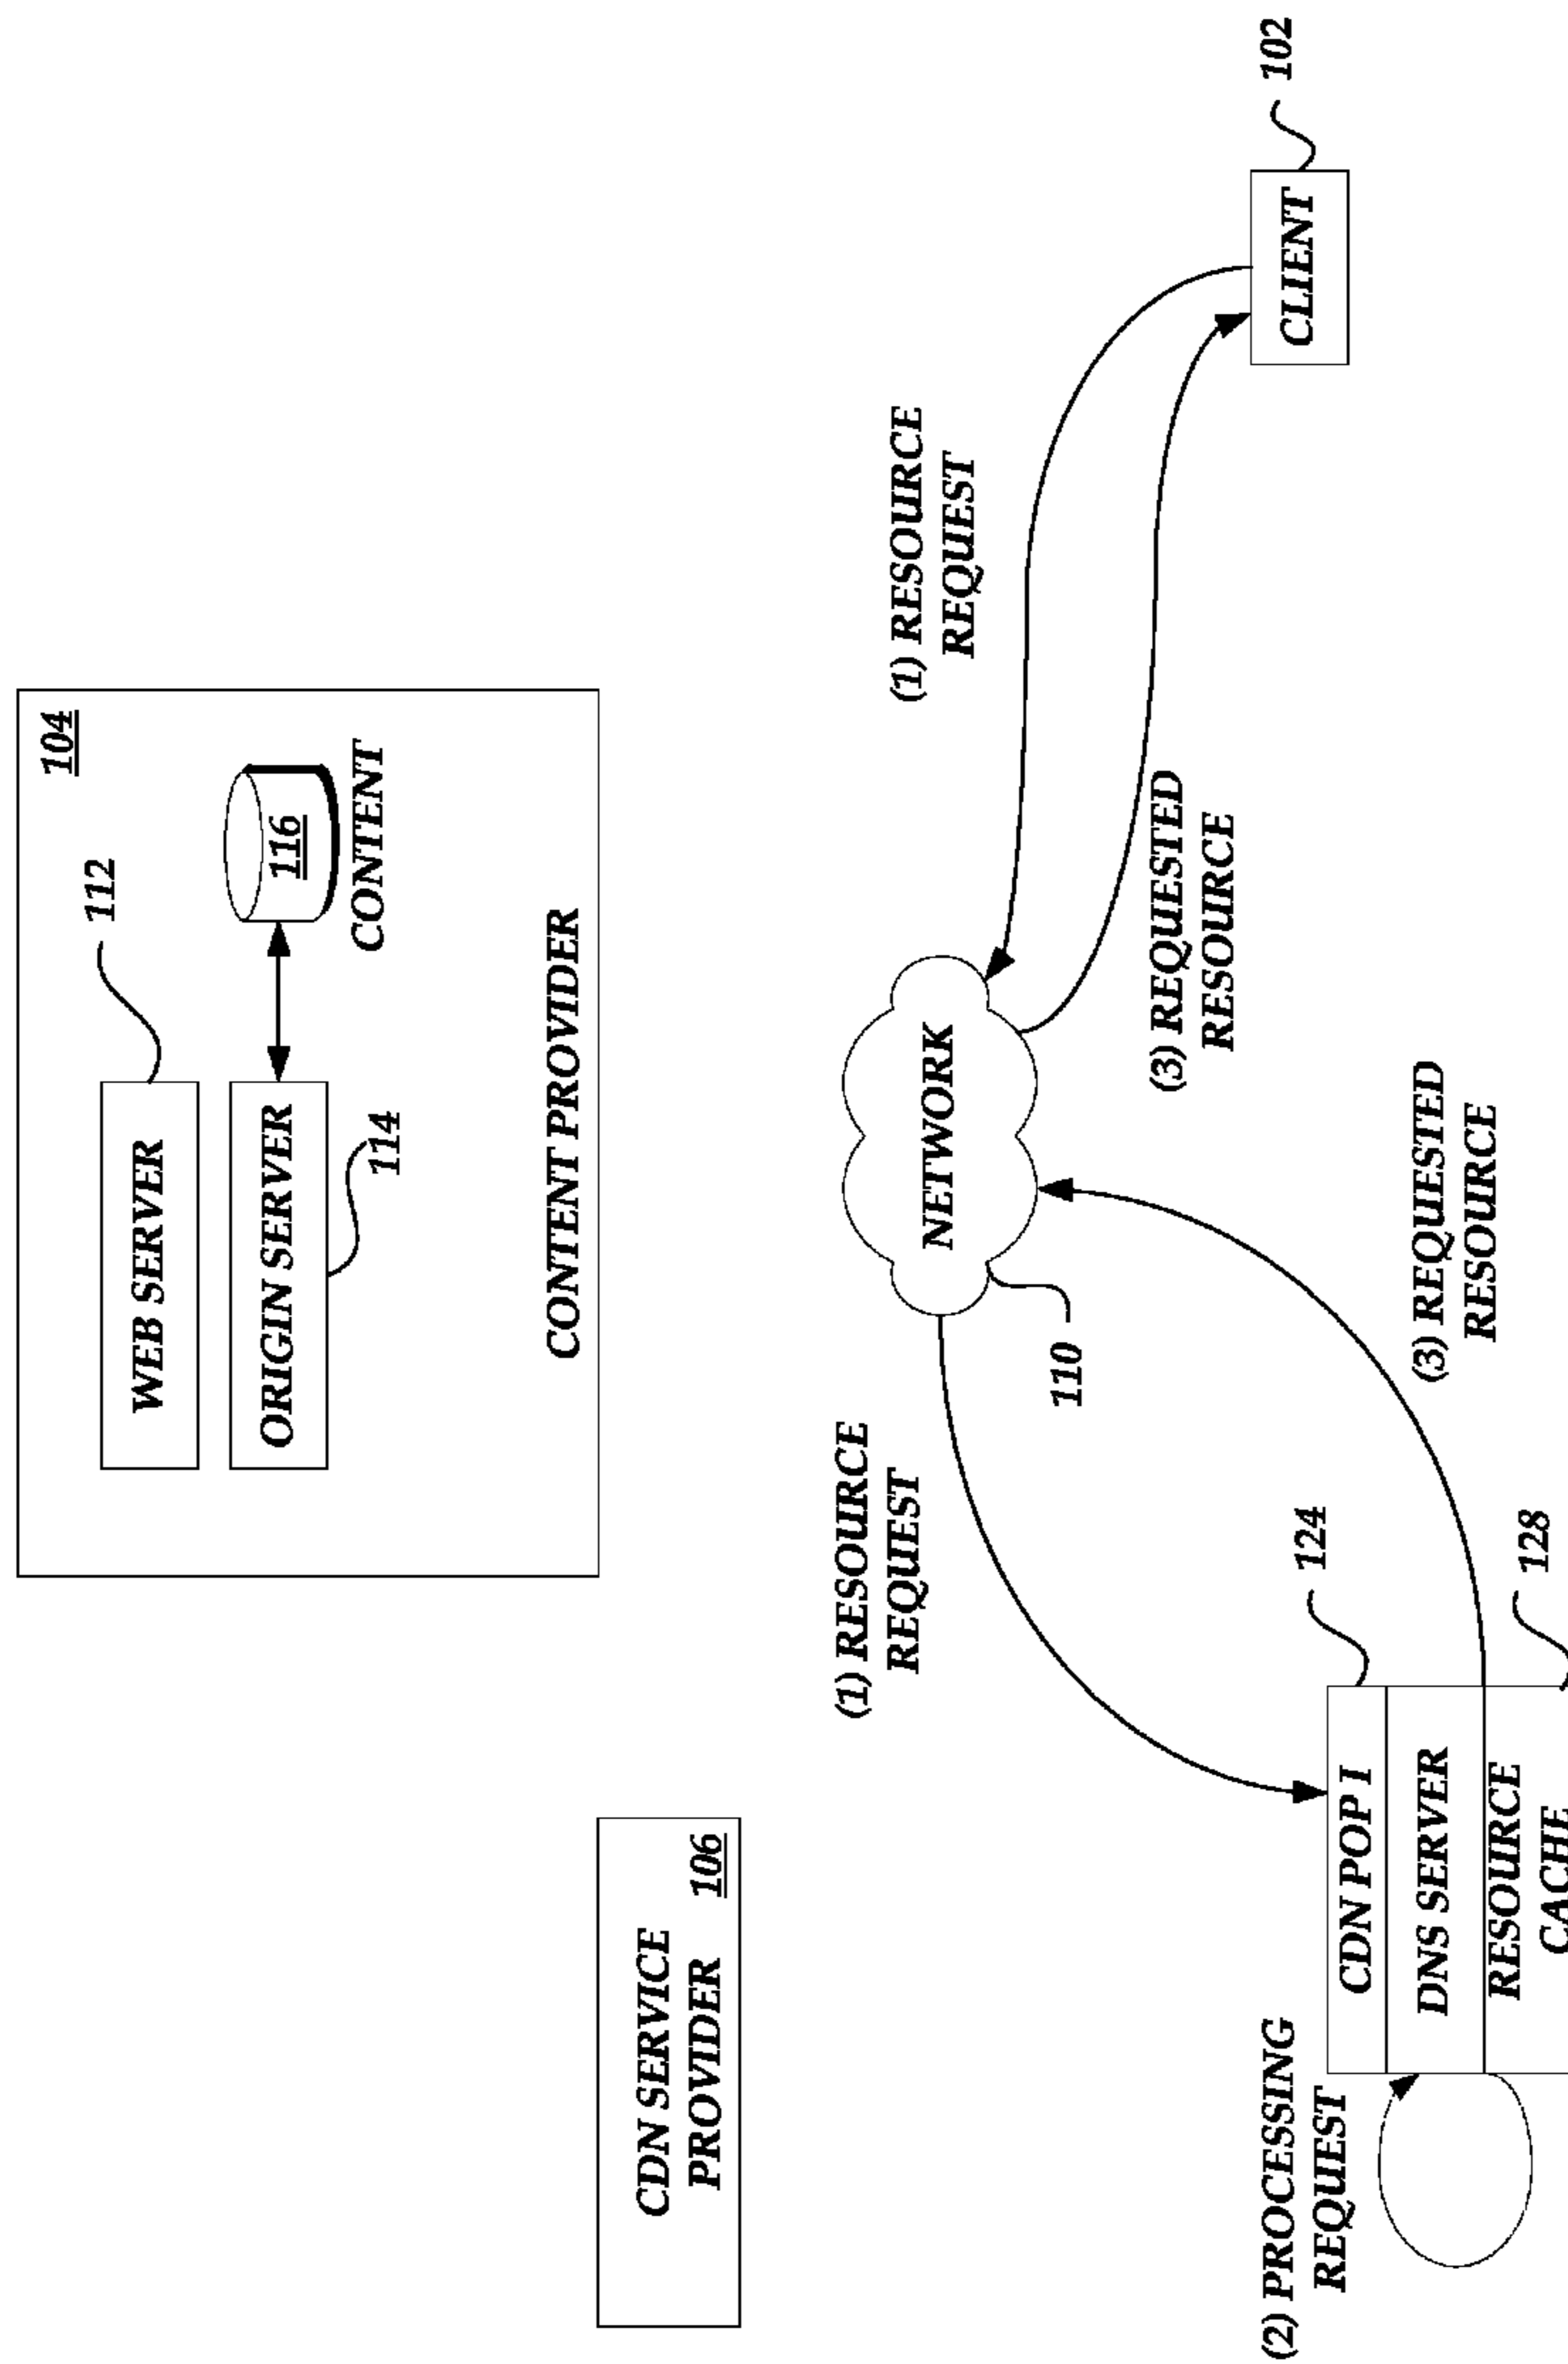 104
112
WEB SERVER
ORIGIN SERVER
116
CONTENT
114
CONTENT PROVIDER
CDN SERVICE
PROVIDER 106
(1) RESOURCE
REQUEST
(1) RESOURCE
REQUEST
NETWORK
110
102
CLIENT
(3) REQUESTED
RESOURCE
(3) REQUESTED
RESOURCE
(2) PROCESSING
REQUEST
124
CDN POP 1
DNS SERVER
128
RESOURCE
CACHE